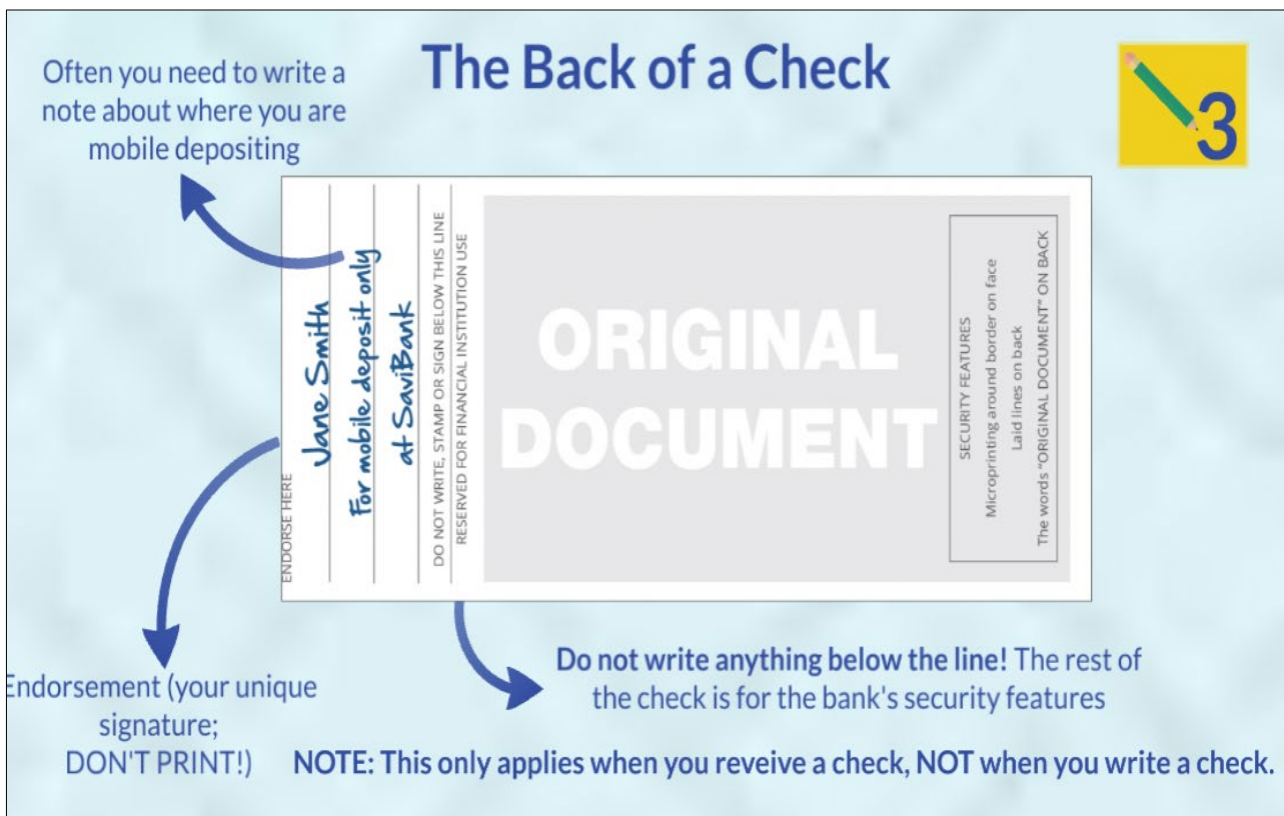 The Back of a Check
3
Often you need to write a
note about where you are
mobile depositing
ENDORSE HERE
Jane Smith
For mobile deposit only
at SaviBank
DO NOT WRITE, STAMP OR SIGN BELOW THIS LINE
RESERVED FOR FINANCIAL INSTITUTION USE
ORIGINAL
DOCUMENT
SECURITY FEATURES
Microprinting around border on face
Laid lines on back
The words "ORIGINAL DOCUMENT" ON BACK
Endorsement (your unique
signature;
DON'T PRINT!)
Do not write anything below the line! The rest of
the check is for the bank's security features
NOTE: This only applies when you reveive a check, NOT when you write a check.